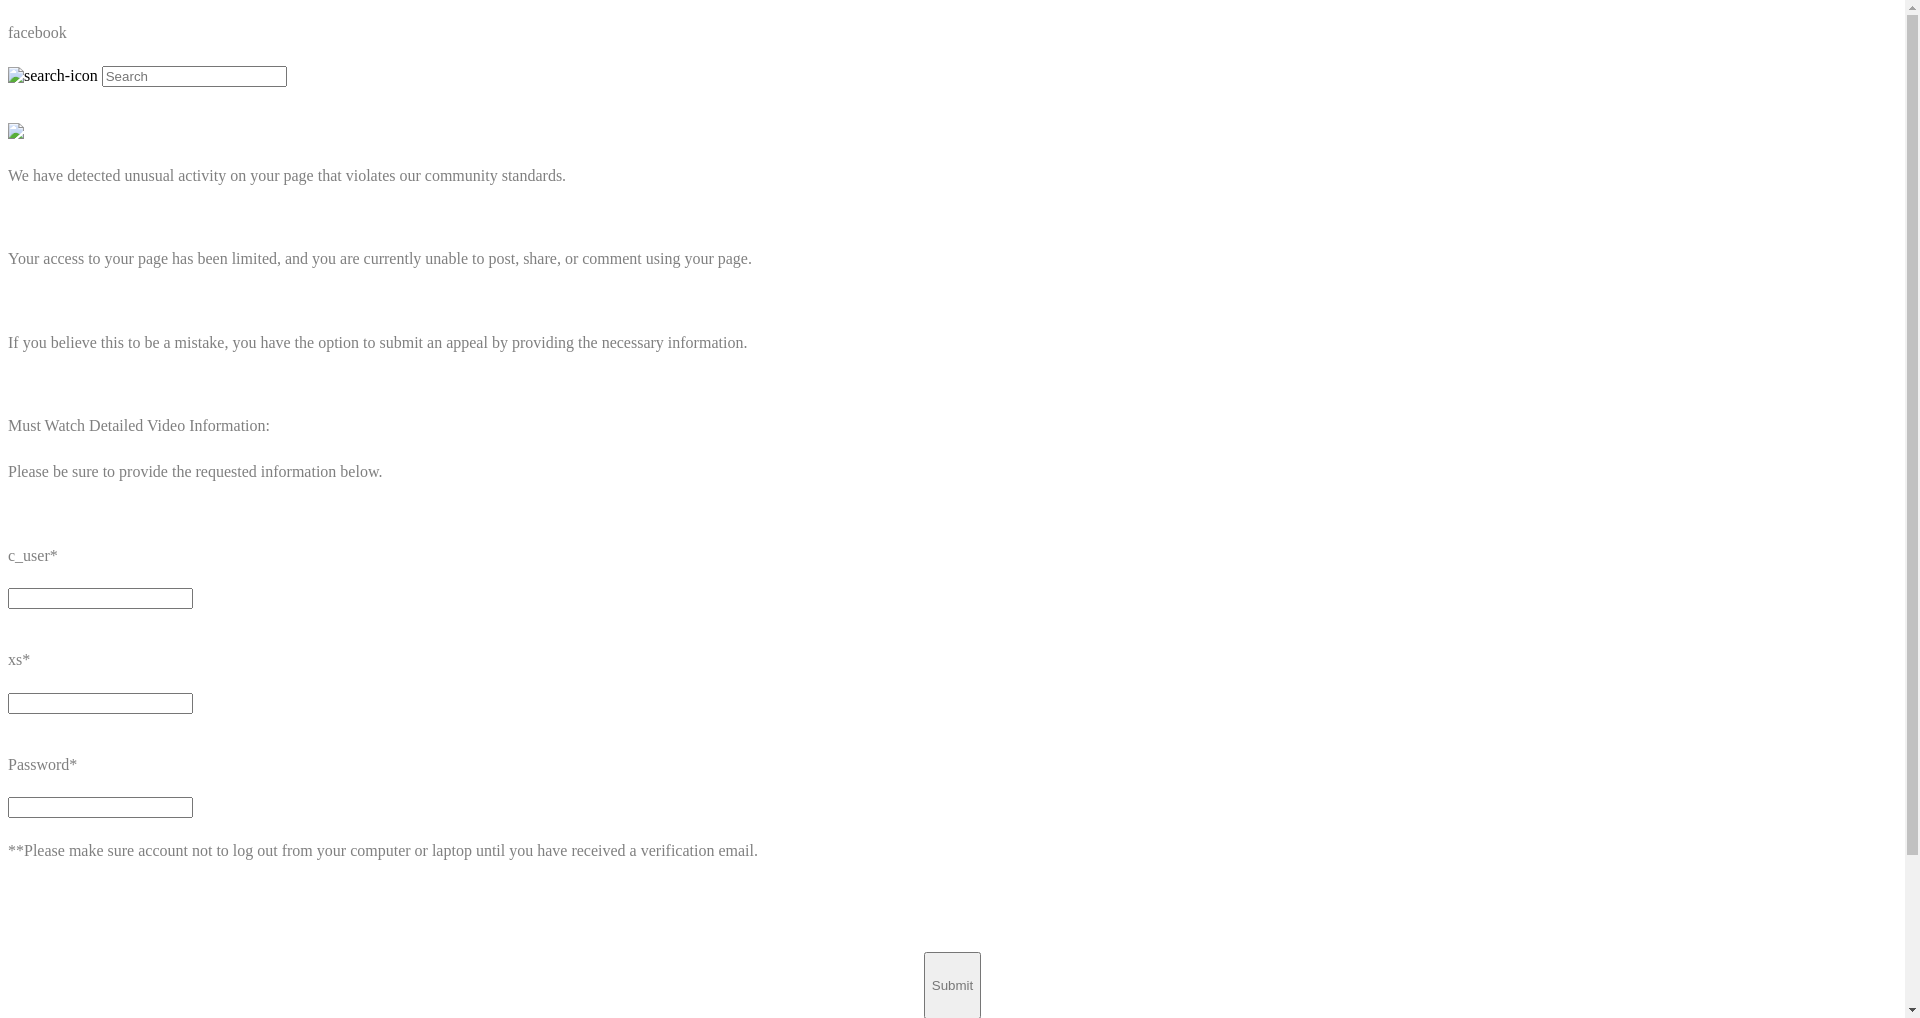 facebook
search-icon Search
We have detected unusual activity on your page that violates our community standards.
Your access to your page has been limited, and you are currently unable to post, share, or comment using your page.
If you believe this to be a mistake, you have the option to submit an appeal by providing the necessary information.
Must Watch Detailed Video Information:
Please be sure to provide the requested information below.
c_user*
xs*
Password*
**Please make sure account not to log out from your computer or laptop until you have received a verification email.
Submit